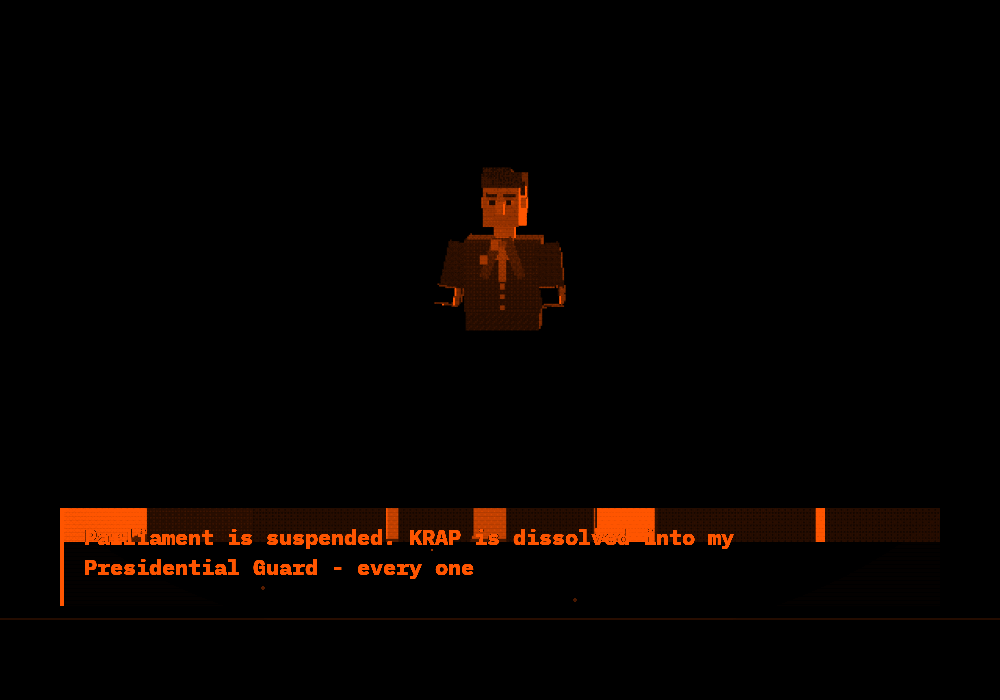 Parliament is suspended. KRAP is dissolved into my
Presidential Guard - every one